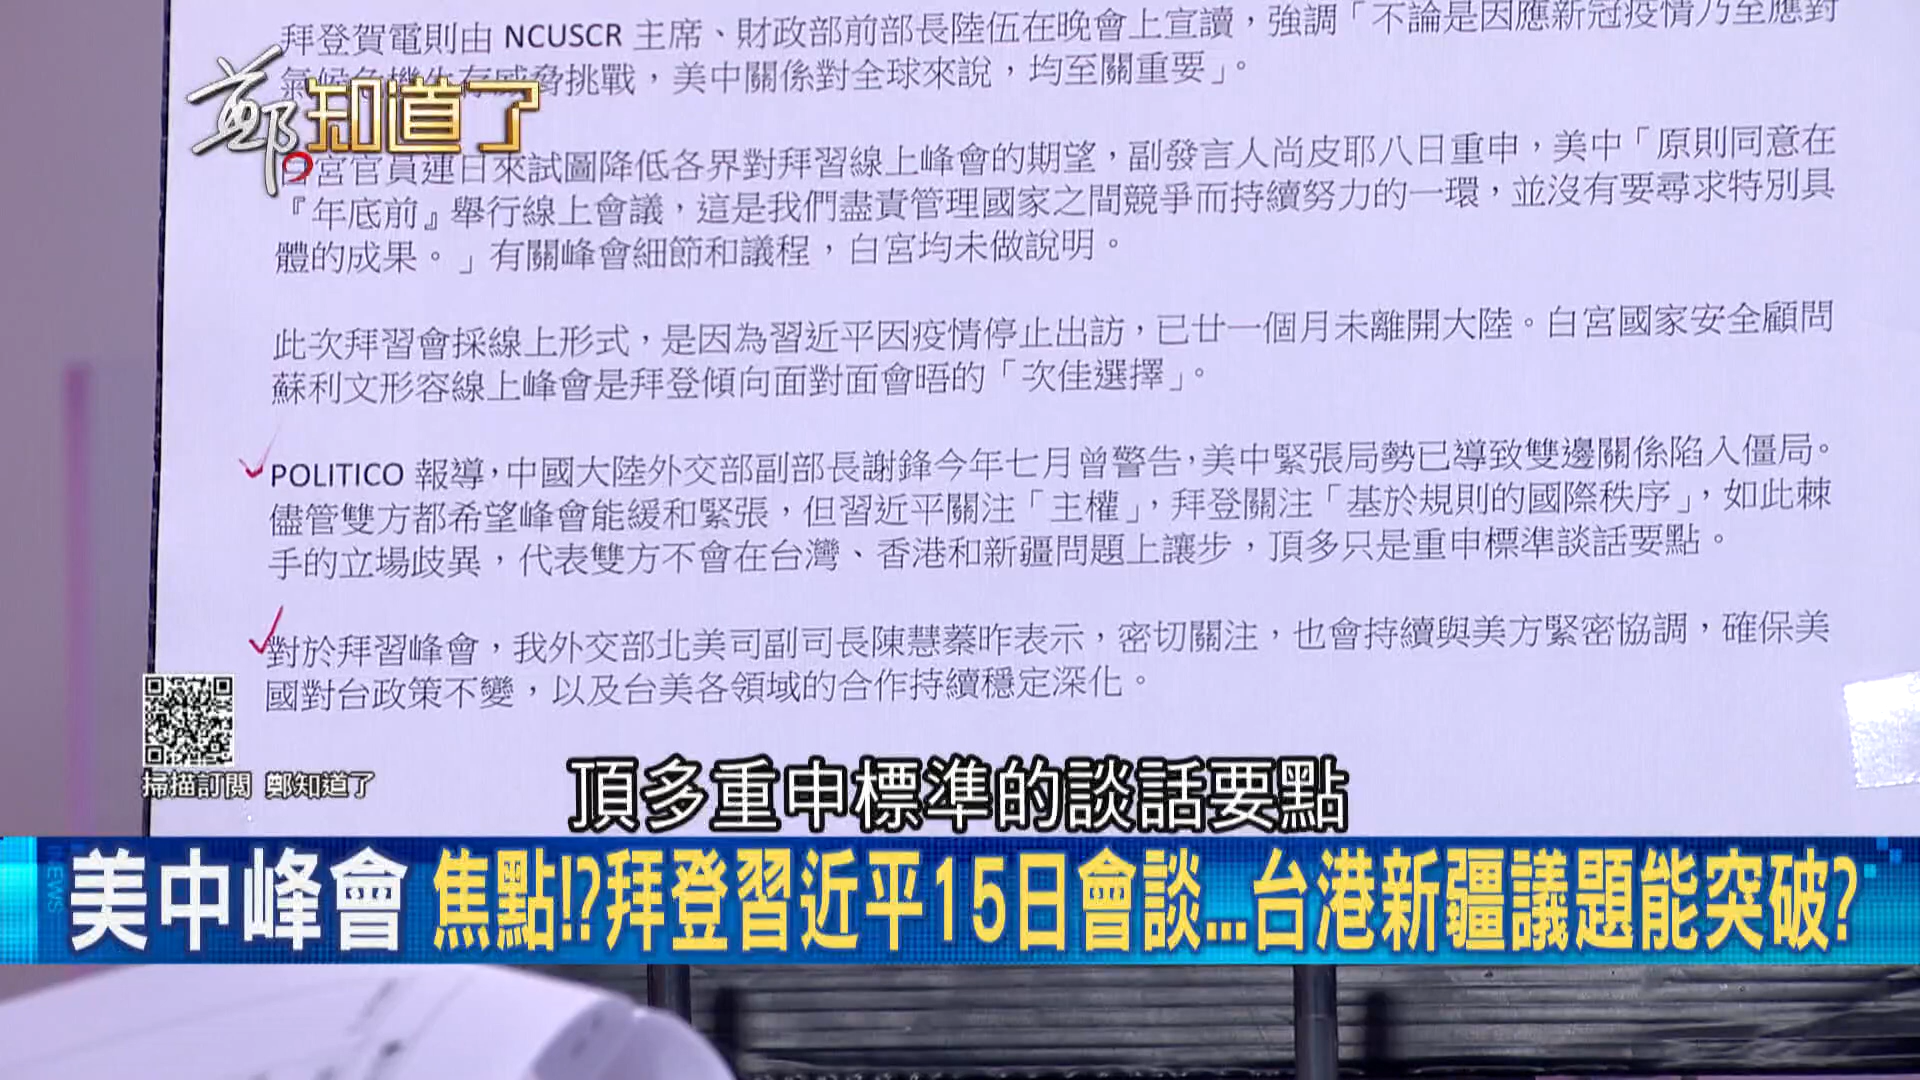 拜登賀電則由 NCUSCR 主席、財政部前部長陸伍在晚會上宣讀，強調「不論是因應新冠疫情乃至應對
氣候危機生存威脅挑戰，美中關係對全球來說，均至關重要」。
鄭知道了
白宮官員連日來試圖降低各界對拜習線上峰會的期望，副發言人尚皮耶八日重申，美中「原則同意在
『年底前』舉行線上會議，這是我們盡責管理國家之間競爭而持續努力的一環，並沒有要尋求特別具
體的成果。」有關峰會細節和議程，白宮均未做說明。
此次拜習會採線上形式，是因為習近平因疫情停止出訪，已廿一個月未離開大陸。白宮國家安全顧問
蘇利文形容線上峰會是拜登傾向面對面會晤的「次佳選擇」。
POLITICO 報導，中國大陸外交部副部長謝鋒今年七月曾警告，美中緊張局勢已導致雙邊關係陷入僵局。
儘管雙方都希望峰會能緩和緊張，但習近平關注「主權」，拜登關注「基於規則的國際秩序」，如此棘
手的立場歧異，代表雙方不會在台灣、香港和新疆問題上讓步，頂多只是重申標準談話要點。
對於拜習峰會，我外交部北美司副司長陳慧蓁昨表示，密切關注，也會持續與美方緊密協調，確保美
國對台政策不變，以及台美各領域的合作持續穩定深化。
掃描訂閱 鄭知道了
頂多重申標準的談話要點
NEWS
美中峰會 焦點!?拜登習近平15日會談...台港新疆議題能突破?